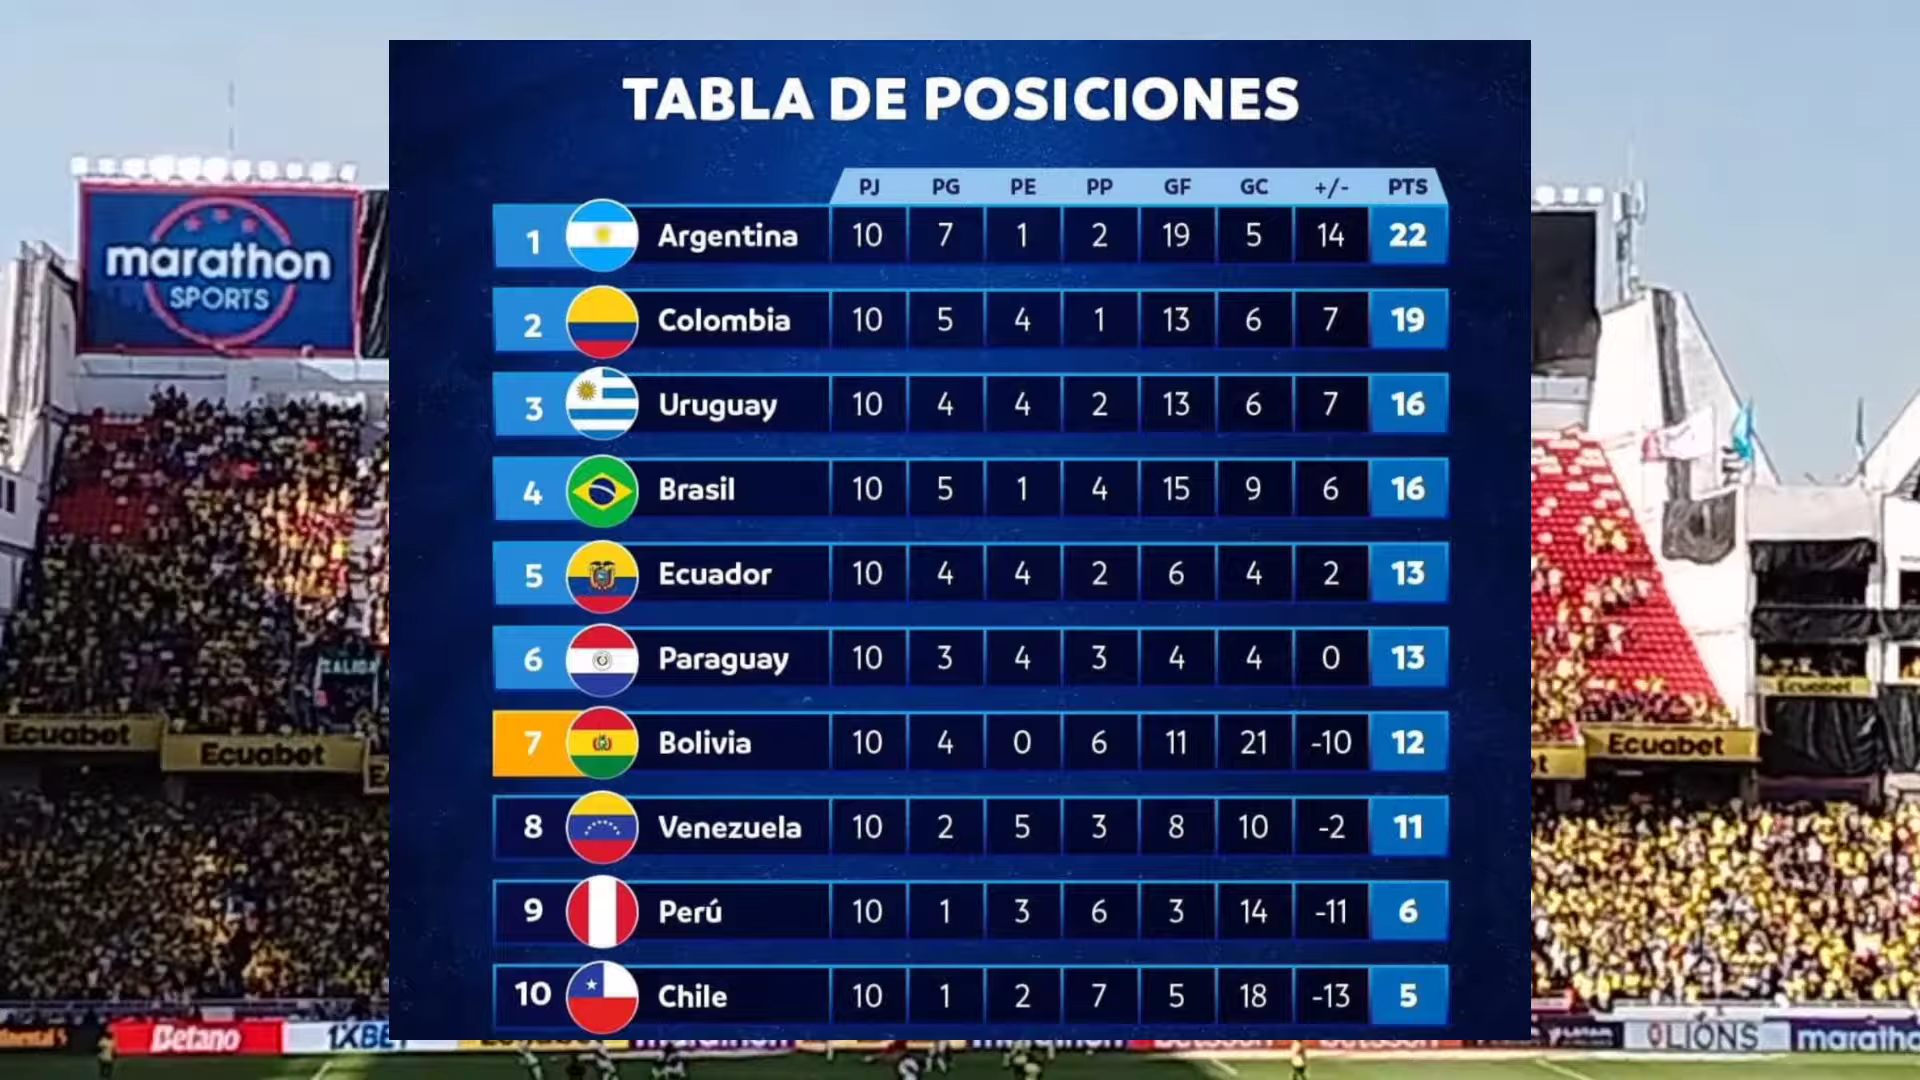 TABLA DE POSICIONES
PJ PG PE PP GF GC +/- PTS
1 Argentina 10 7 1 2 19 5 14 22
2 Colombia 10 5 4 1 13 6 7 19
3 Uruguay 10 4 4 2 13 6 7 16
4 Brasil 10 5 1 4 15 9 6 16
5 Ecuador 10 4 4 2 6 4 2 13
6 Paraguay 10 3 4 3 4 4 0 13
7 Bolivia 10 4 0 6 11 21 -10 12
8 Venezuela 10 2 5 3 8 10 -2 11
9 Perú 10 1 3 6 3 14 -11 6
10 Chile 10 1 2 7 5 18 -13 5
marathon
SPORTS
SALIDA
Ecuabet
Ecuabet
Ecuabet
Ecuabet
Betano
1XBET
LIONS
maratho